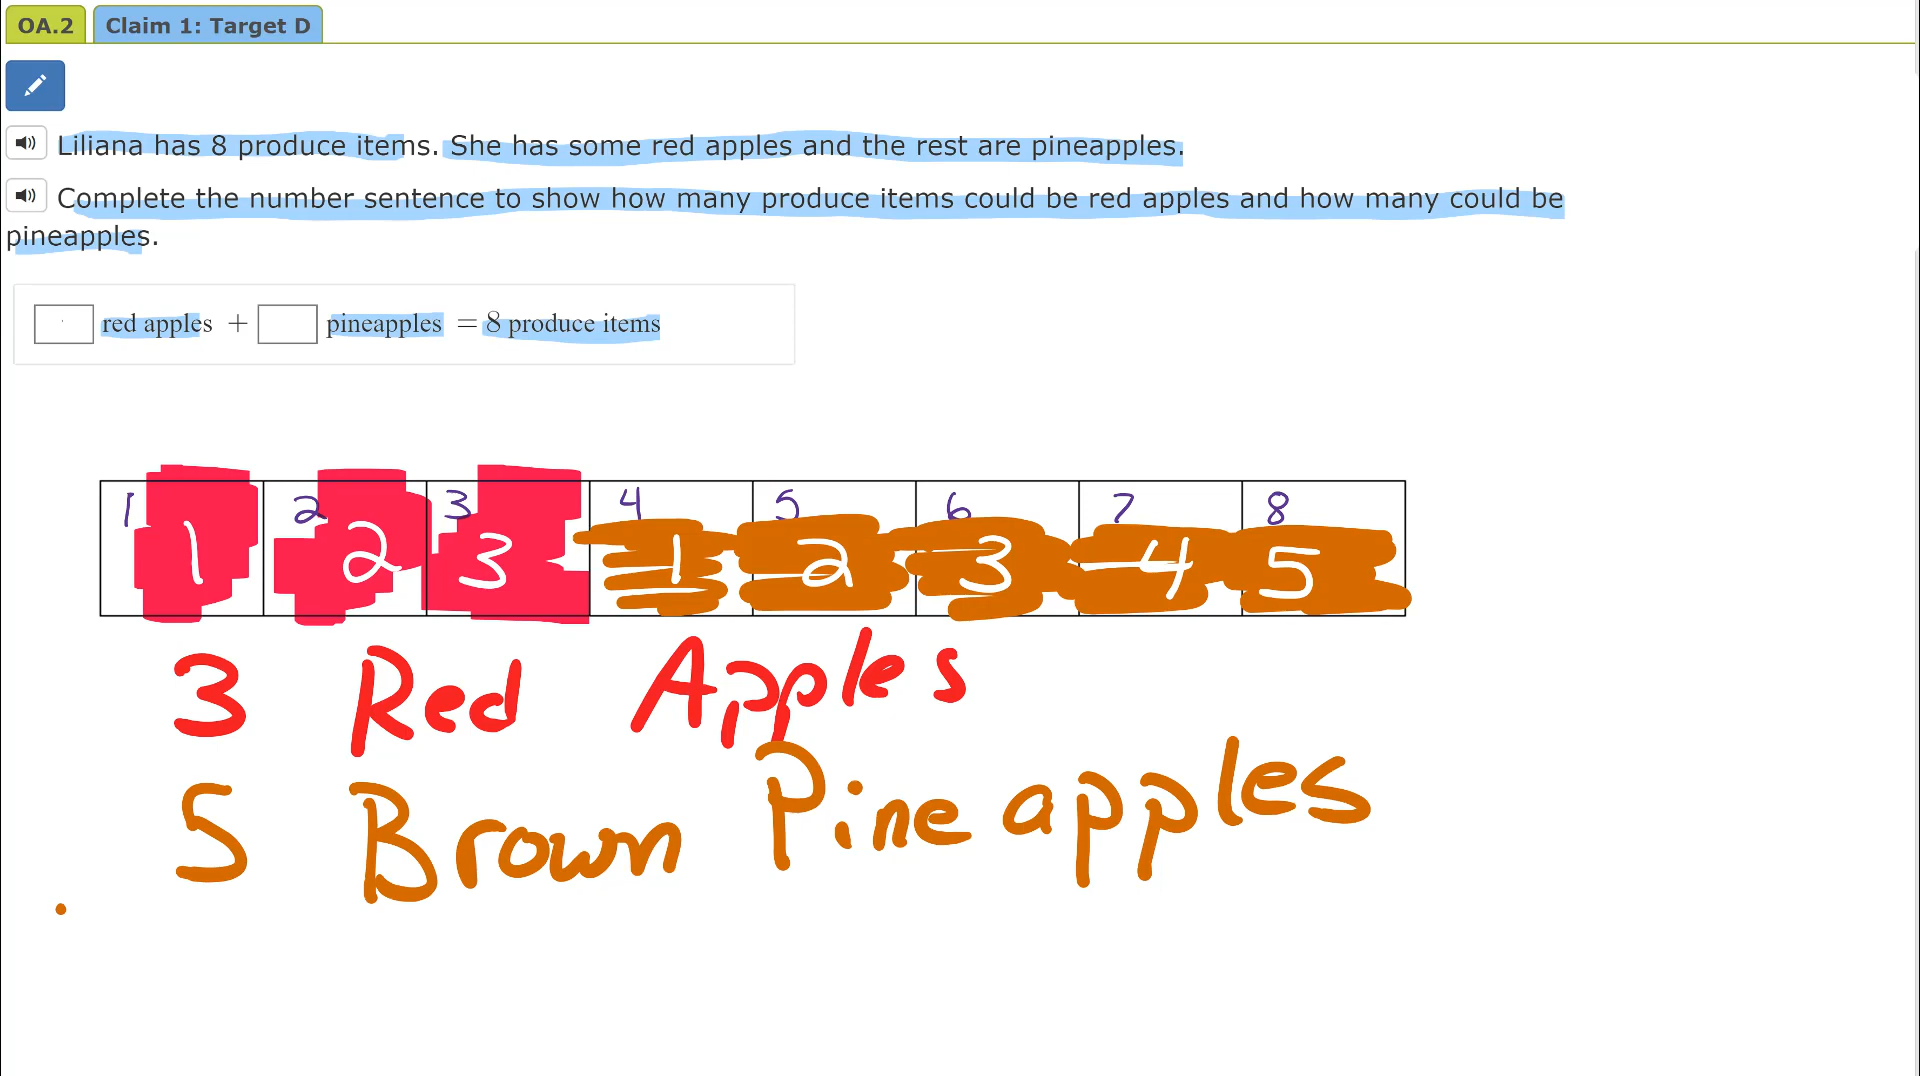 OA.2 Claim 1: Target D
Liliana has 8 produce items. She has some red apples and the rest are pineapples.
Complete the number sentence to show how many produce items could be red apples and how many could be
pineapples.
red apples + pineapples = 8 produce items
1 2 3 4 5 6 7 8
1 2 3 1 2 3 4 5
3 Red Apples
5 Brown Pineapples